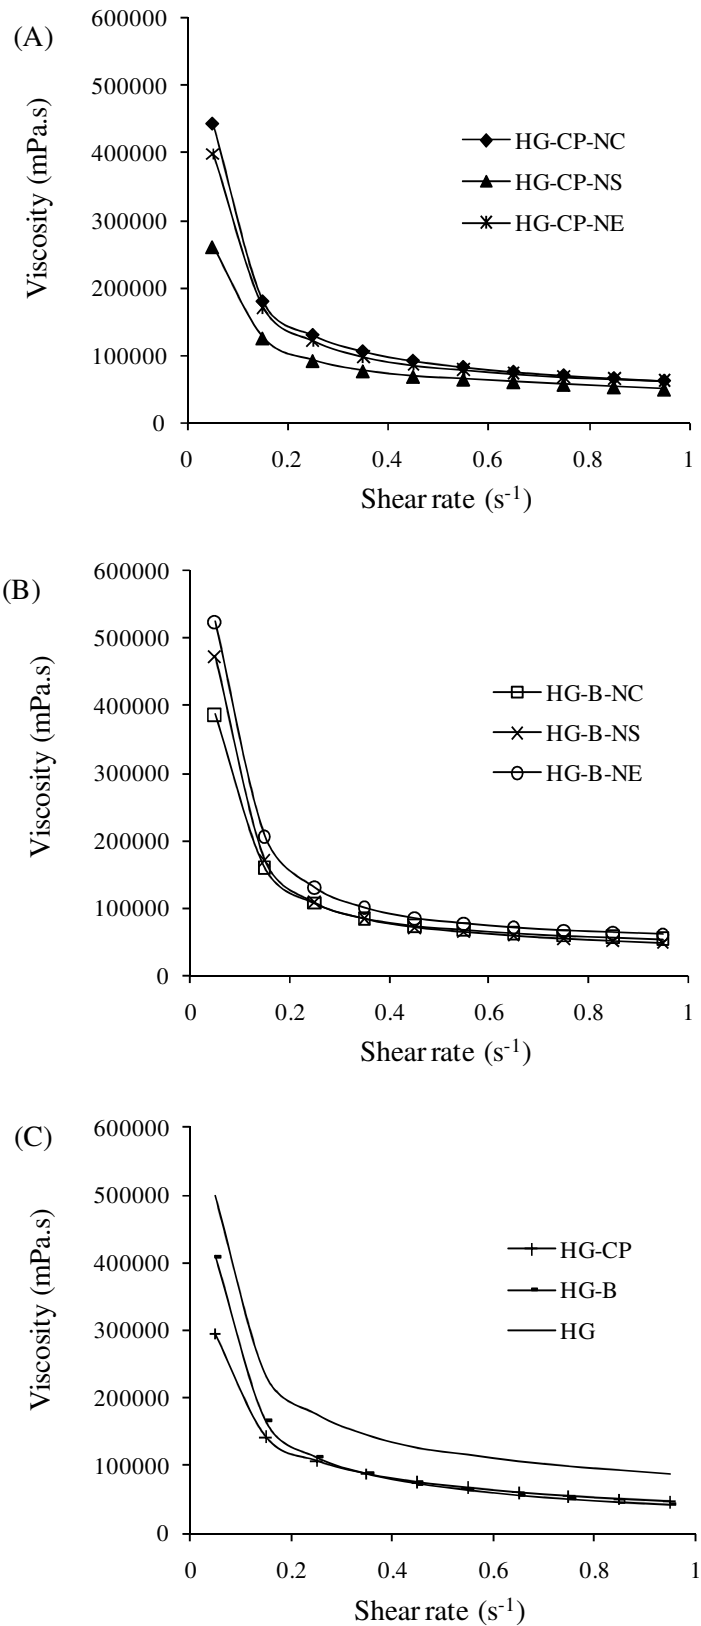 (A)
600000
500000
400000
300000
200000
100000
0
Viscosity (mPa.s)
HG-CP-NC
HG-CP-NS
HG-CP-NE
0 0.2 0.4 0.6 0.8 1
Shear rate (s⁻¹)
(B)
600000
500000
400000
300000
200000
100000
0
Viscosity (mPa.s)
HG-B-NC
HG-B-NS
HG-B-NE
0 0.2 0.4 0.6 0.8 1
Shear rate (s⁻¹)
(C)
600000
500000
400000
300000
200000
100000
0
Viscosity (mPa.s)
HG-CP
HG-B
HG
0 0.2 0.4 0.6 0.8 1
Shear rate (s⁻¹)